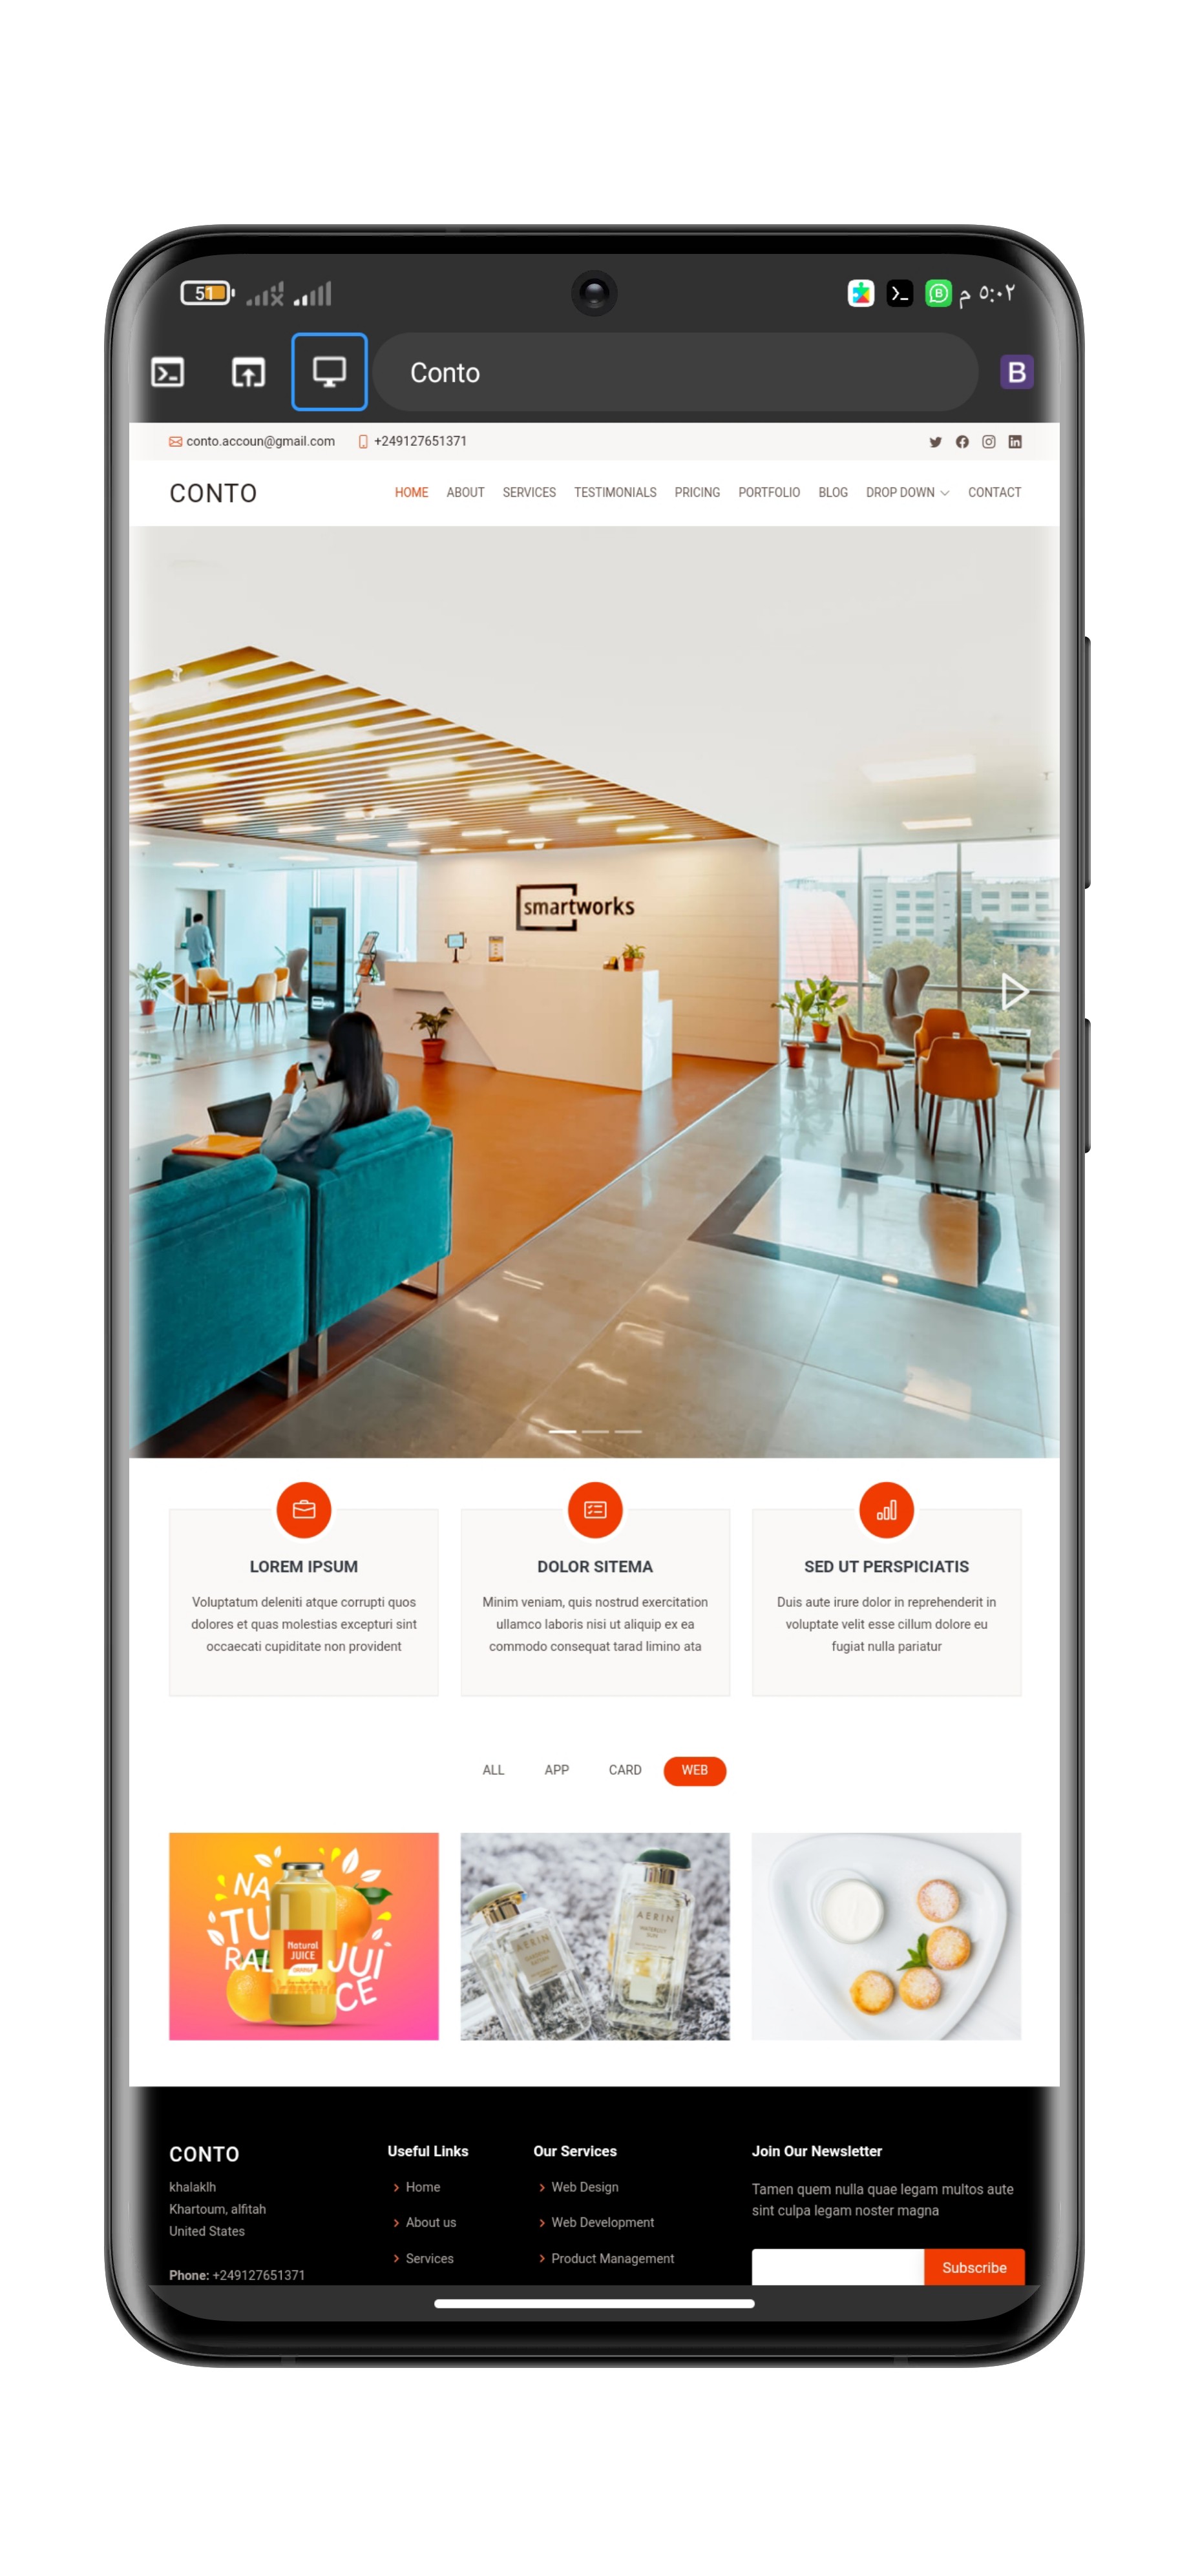 51
م ٥:٠٢
Conto
B
conto.accoun@gmail.com +249127651371
CONTO
HOME ABOUT SERVICES TESTIMONIALS PRICING PORTFOLIO BLOG DROP DOWN CONTACT
smartworks
LOREM IPSUM
Voluptatum deleniti atque corrupti quos
dolores et quas molestias excepturi sint
occaecati cupiditate non provident
DOLOR SITEMA
Minim veniam, quis nostrud exercitation
ullamco laboris nisi ut aliquip ex ea
commodo consequat tarad limino ata
SED UT PERSPICIATIS
Duis aute irure dolor in reprehenderit in
voluptate velit esse cillum dolore eu
fugiat nulla pariatur
ALL APP CARD WEB
NA
TU
RAL
JUI
CE
Natural
JUICE
AERIN
AERIN
CONTO
khalaklh
Khartoum, alfitah
United States
Phone: +249127651371
Useful Links
Home
About us
Services
Our Services
Web Design
Web Development
Product Management
Join Our Newsletter
Tamen quem nulla quae legam multos aute
sint culpa legam noster magna
Subscribe